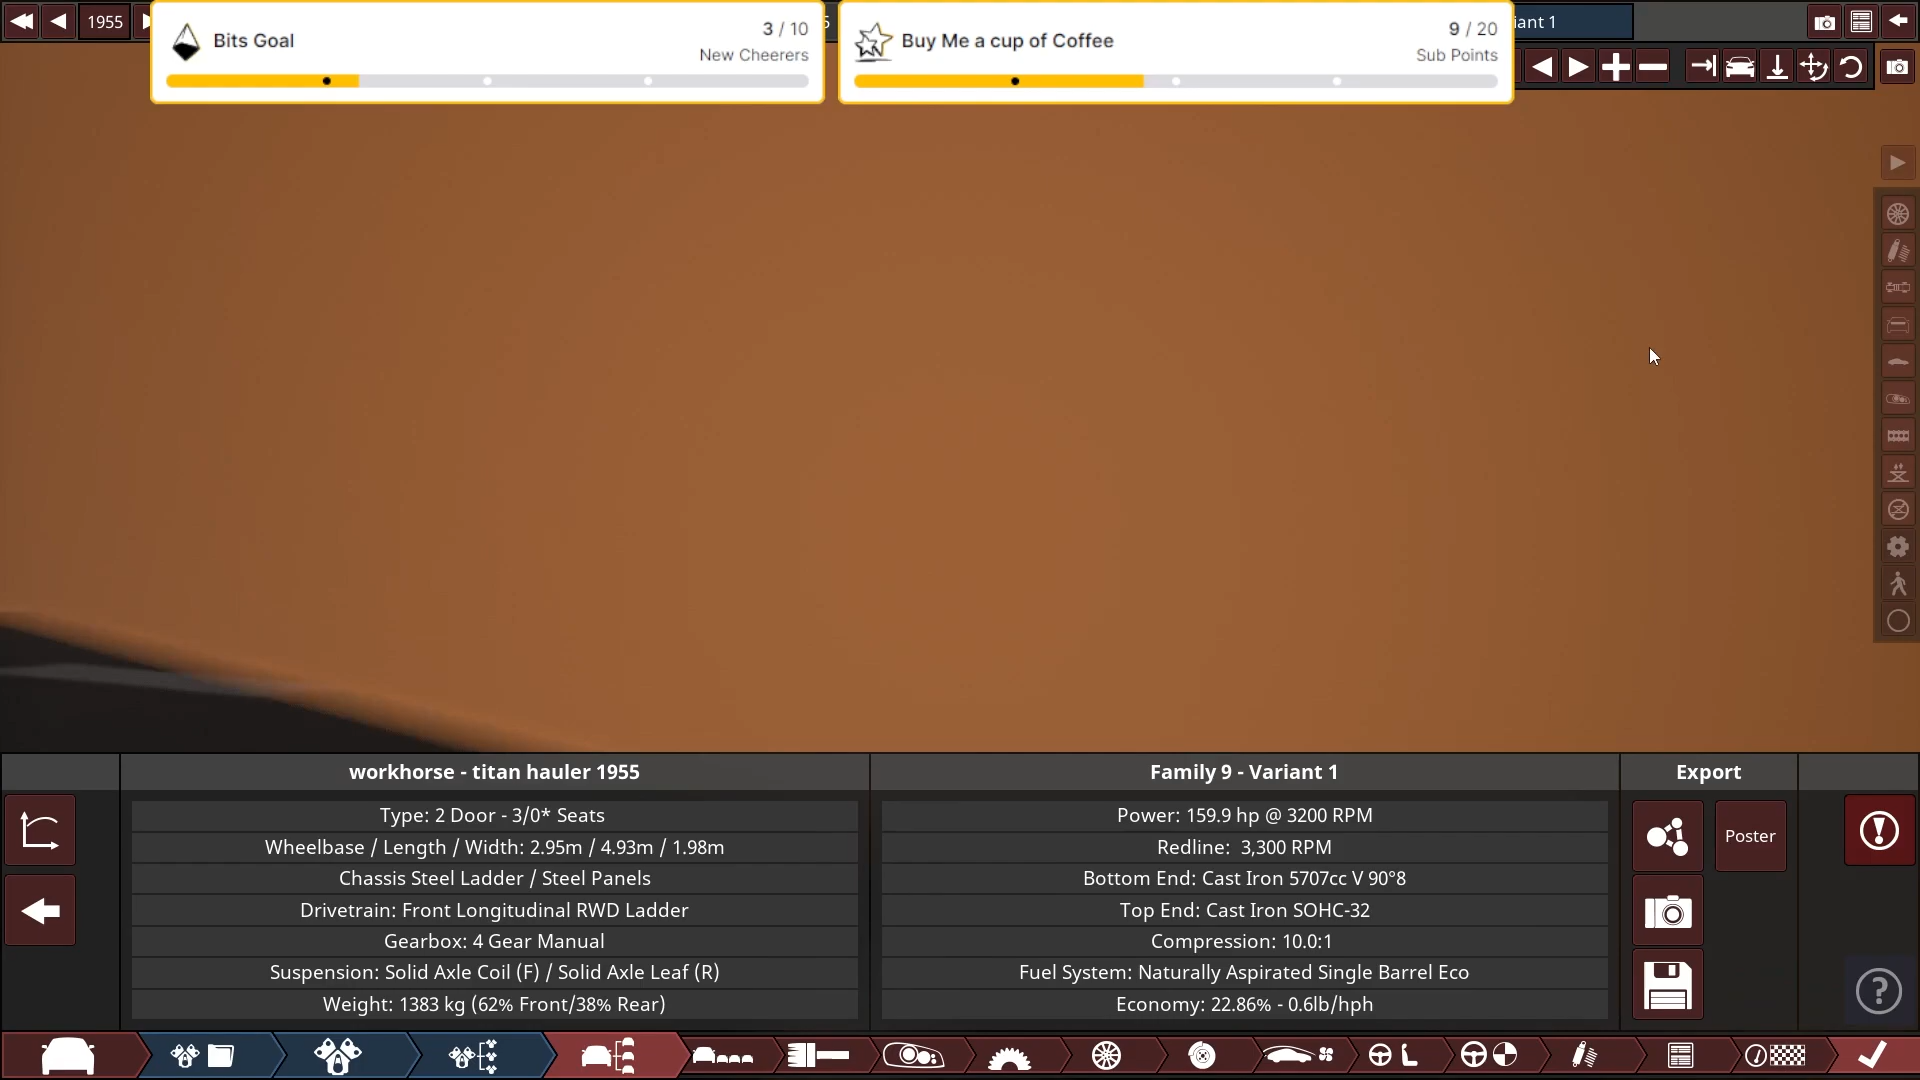 1955
Bits Goal
3 / 10
New Cheerers
5
Buy Me a cup of Coffee
9 / 20
Sub Points
iant 1
workhorse - titan hauler 1955
Type: 2 Door - 3/0* Seats
Wheelbase / Length / Width: 2.95m / 4.93m / 1.98m
Chassis Steel Ladder / Steel Panels
Drivetrain: Front Longitudinal RWD Ladder
Gearbox: 4 Gear Manual
Suspension: Solid Axle Coil (F) / Solid Axle Leaf (R)
Weight: 1383 kg (62% Front/38% Rear)
Family 9 - Variant 1
Power: 159.9 hp @ 3200 RPM
Redline: 3,300 RPM
Bottom End: Cast Iron 5707cc V 90°8
Top End: Cast Iron SOHC-32
Compression: 10.0:1
Fuel System: Naturally Aspirated Single Barrel Eco
Economy: 22.86% - 0.6lb/hph
Export
Poster